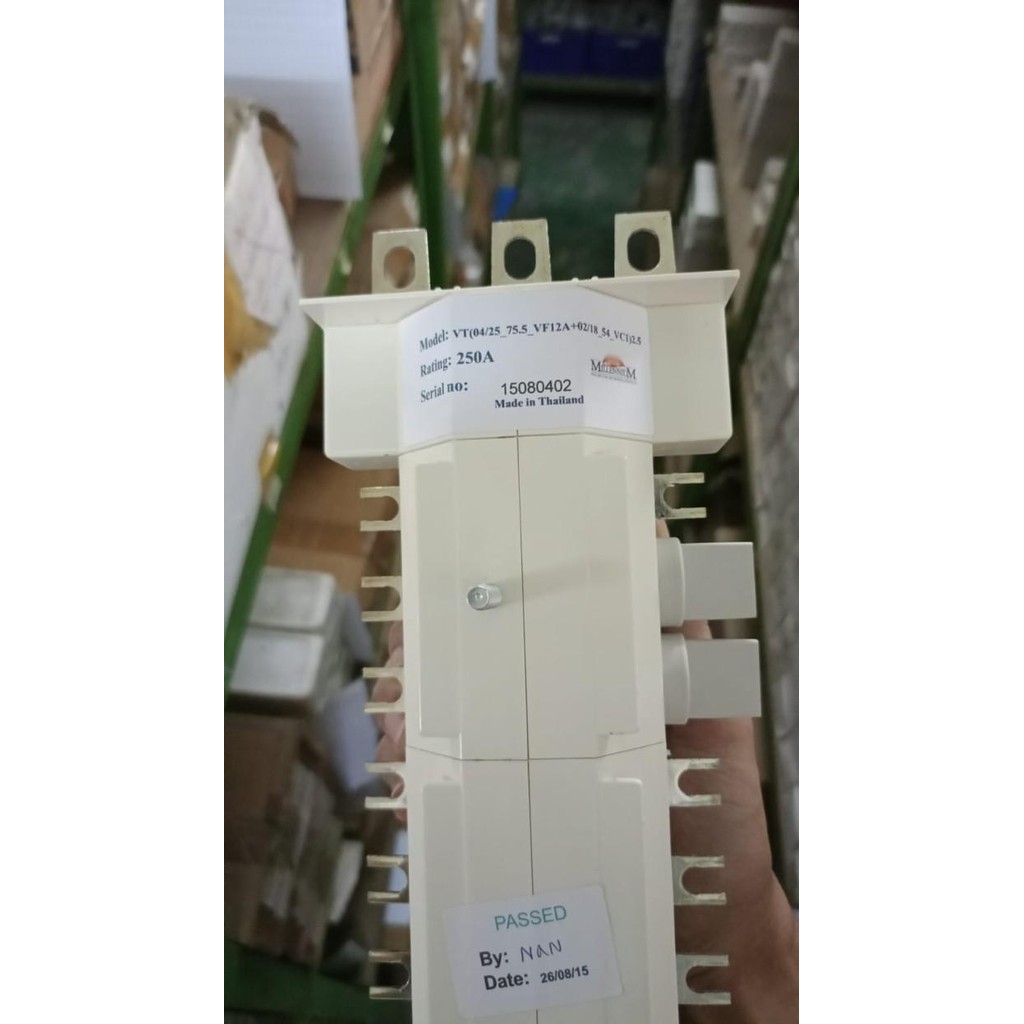 Model: VT(04/25_75.5_VF12A+02/18_54_VC1)2.5
Rating: 250A
MILLENNIUM
Serial no: 15080402
Made in Thailand
PASSED
By: NAN
Date: 26/08/15